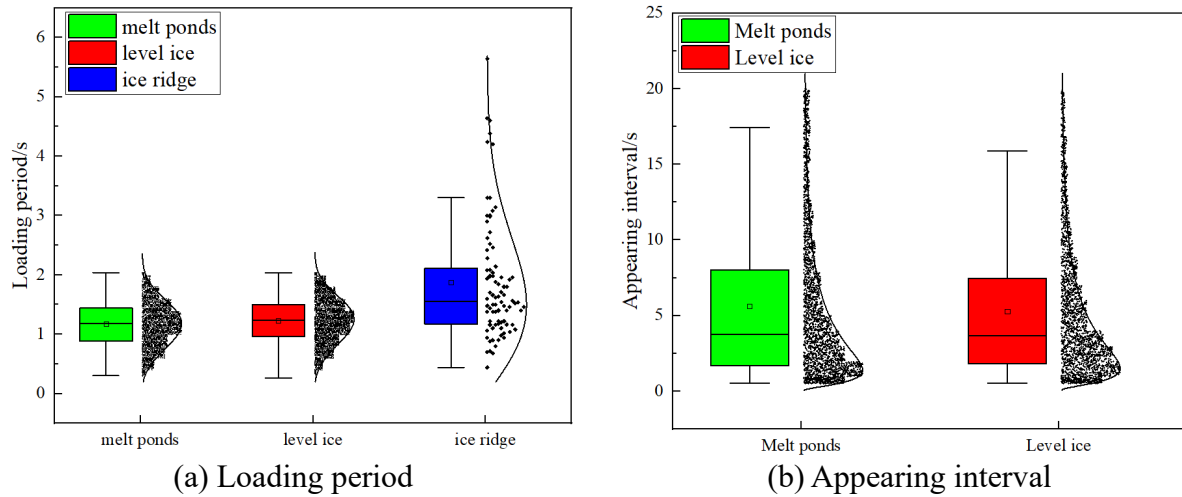 melt ponds
level ice
ice ridge
Loading period/s
6
5
4
3
2
1
0
melt ponds
level ice
ice ridge
(a) Loading period
Melt ponds
Level ice
Appearing interval/s
25
20
15
10
5
0
Melt ponds
Level ice
(b) Appearing interval